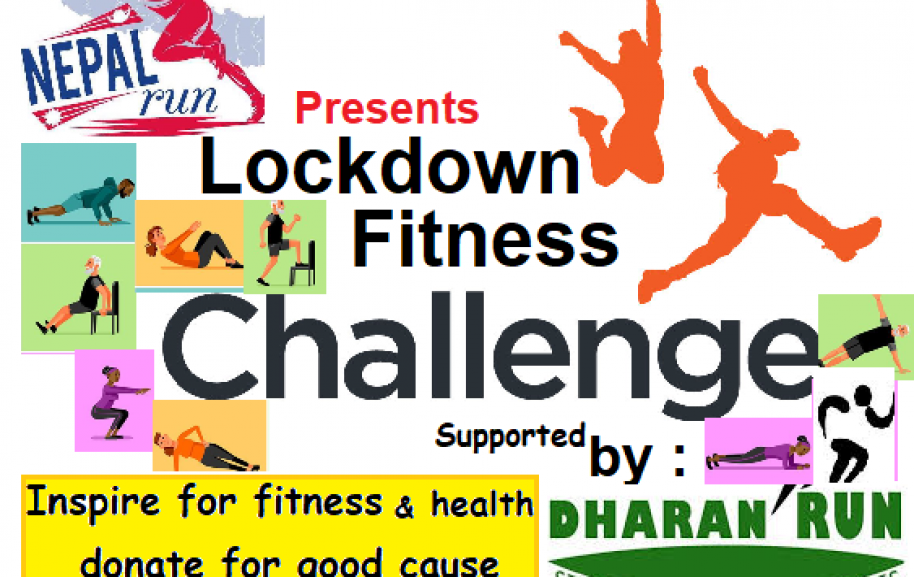 NEPAL
run
Presents
Lockdown
Fitness
Challenge
Supported
by :
Inspire for fitness & health
donate for good cause
DHARAN RUN